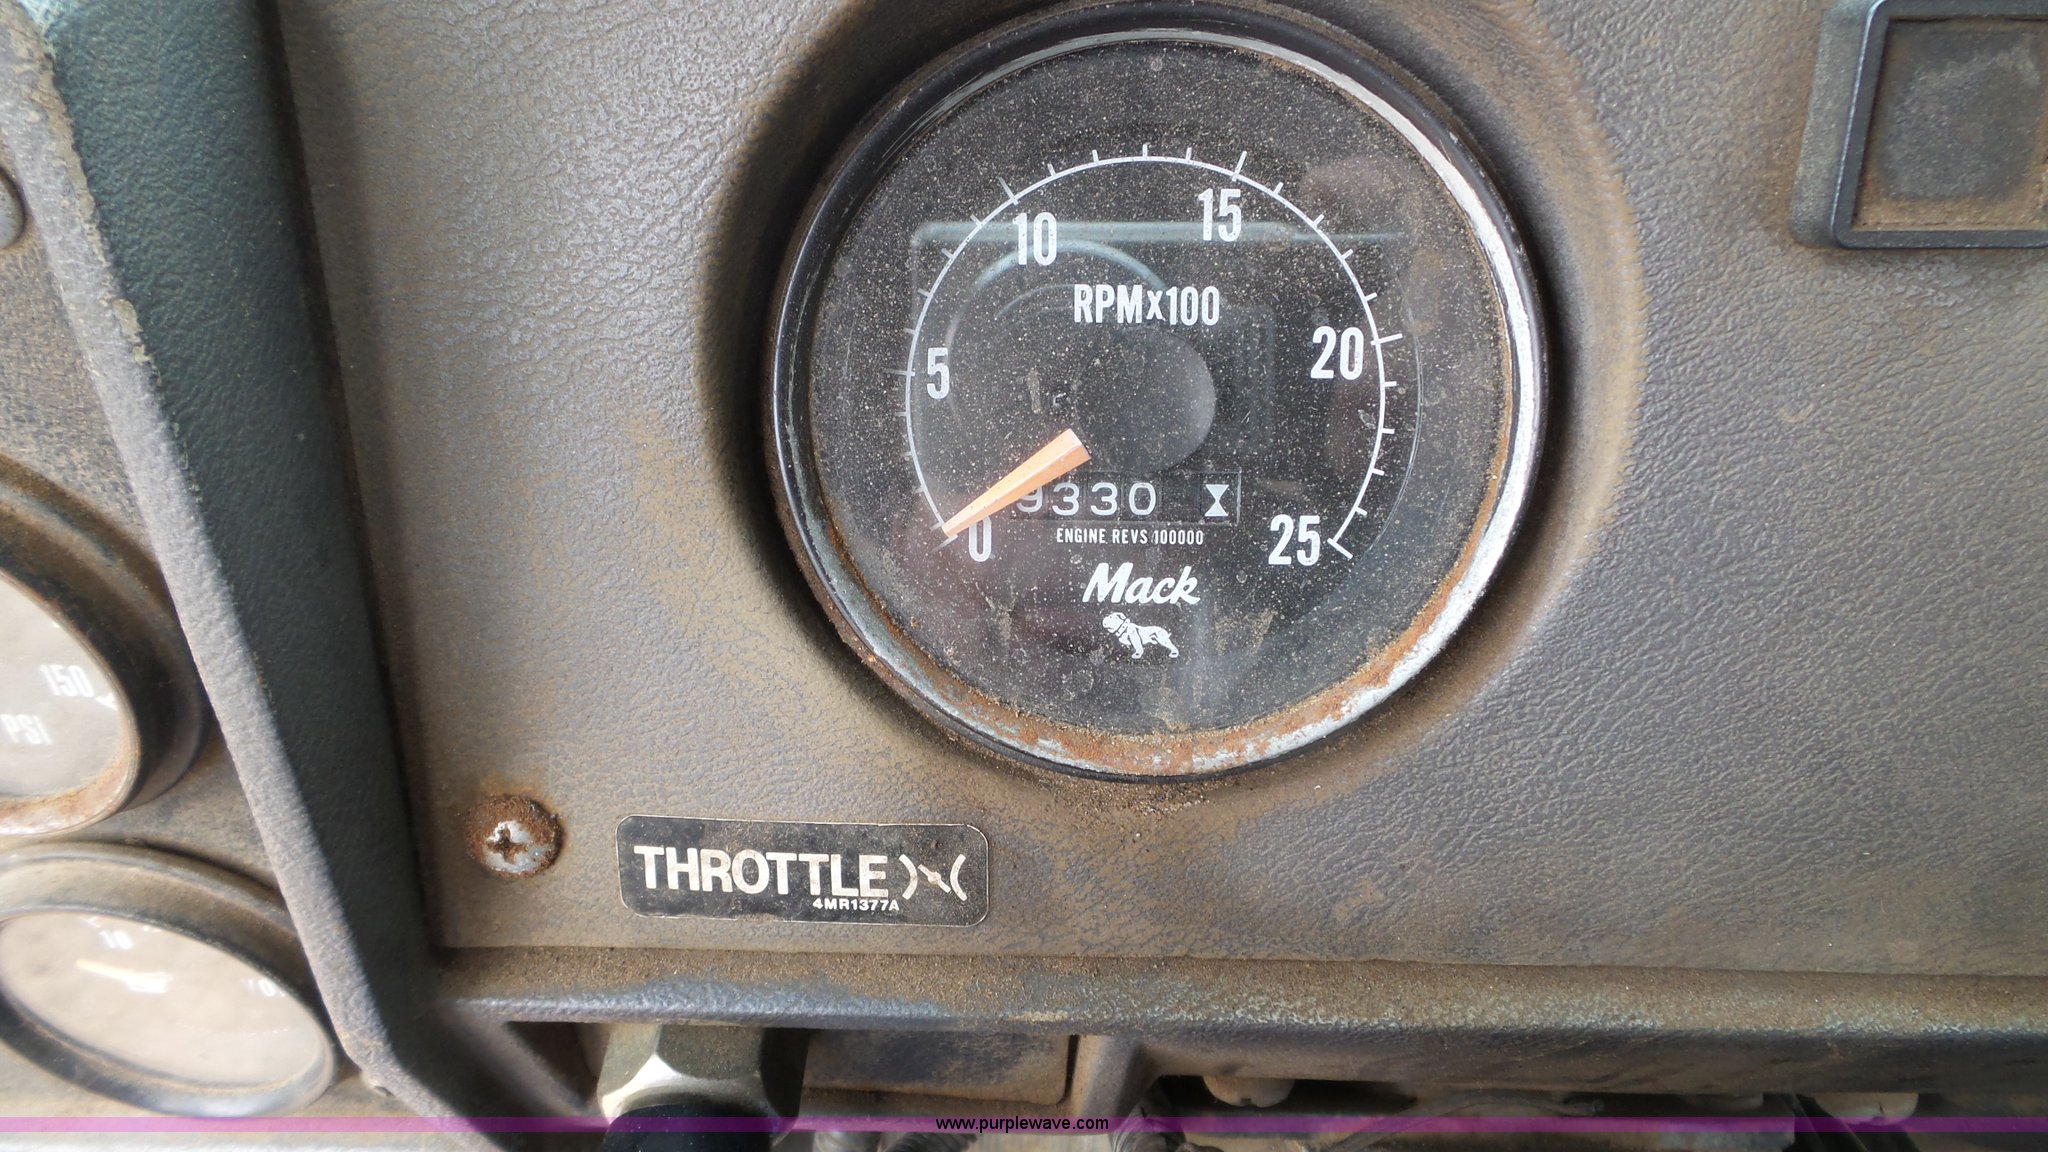 10
15
RPMx100
5
20
9330
0
ENGINE REVS/100000
25
Mack
150
PSI
THROTTLE
4MR1377A
10
www.purplewave.com